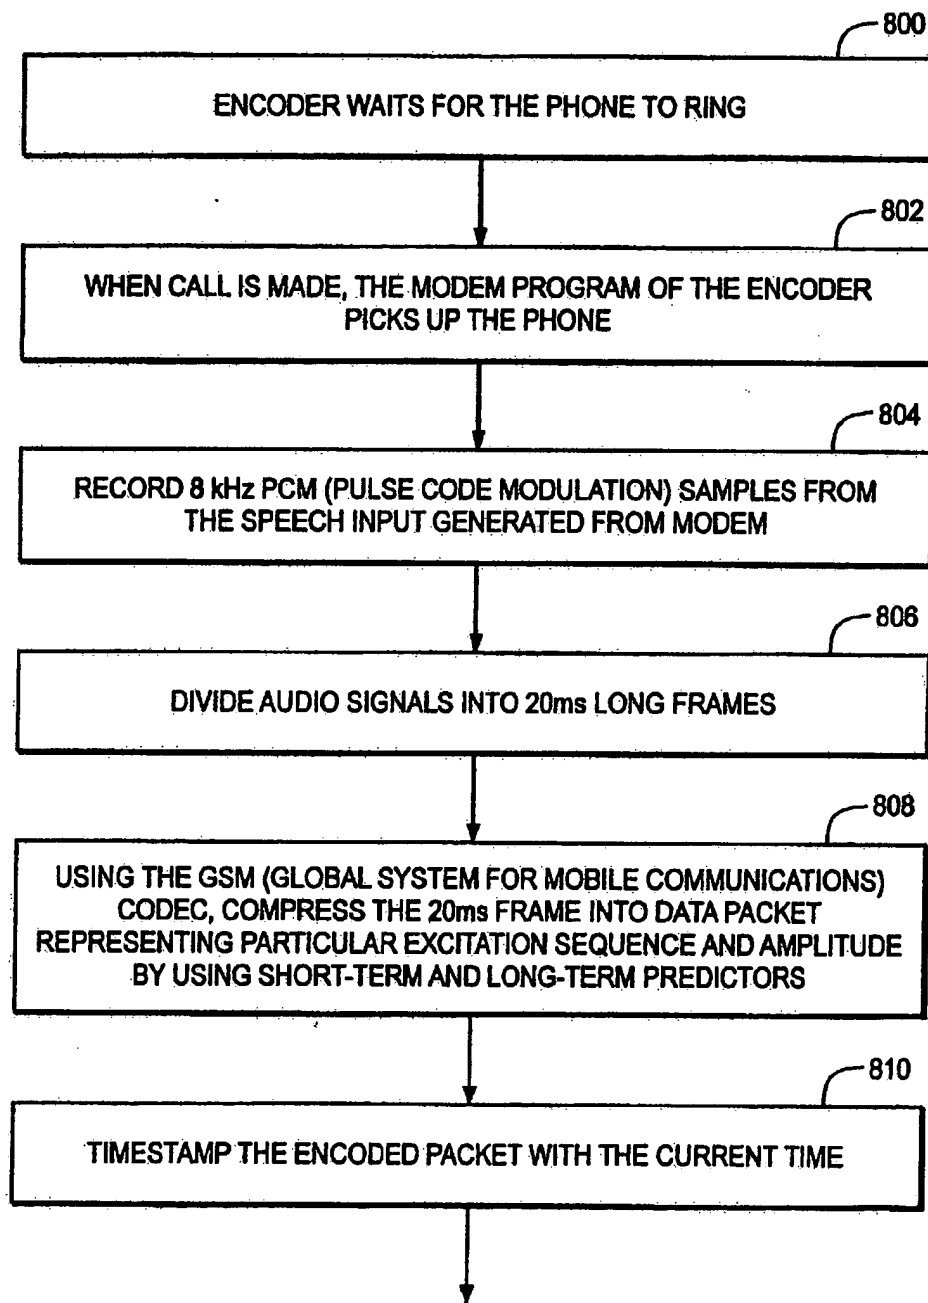 800
ENCODER WAITS FOR THE PHONE TO RING
802
WHEN CALL IS MADE, THE MODEM PROGRAM OF THE ENCODER
PICKS UP THE PHONE
804
RECORD 8 kHz PCM (PULSE CODE MODULATION) SAMPLES FROM
THE SPEECH INPUT GENERATED FROM MODEM
806
DIVIDE AUDIO SIGNALS INTO 20ms LONG FRAMES
808
USING THE GSM (GLOBAL SYSTEM FOR MOBILE COMMUNICATIONS)
CODEC, COMPRESS THE 20ms FRAME INTO DATA PACKET
REPRESENTING PARTICULAR EXCITATION SEQUENCE AND AMPLITUDE
BY USING SHORT-TERM AND LONG-TERM PREDICTORS
810
TIMESTAMP THE ENCODED PACKET WITH THE CURRENT TIME